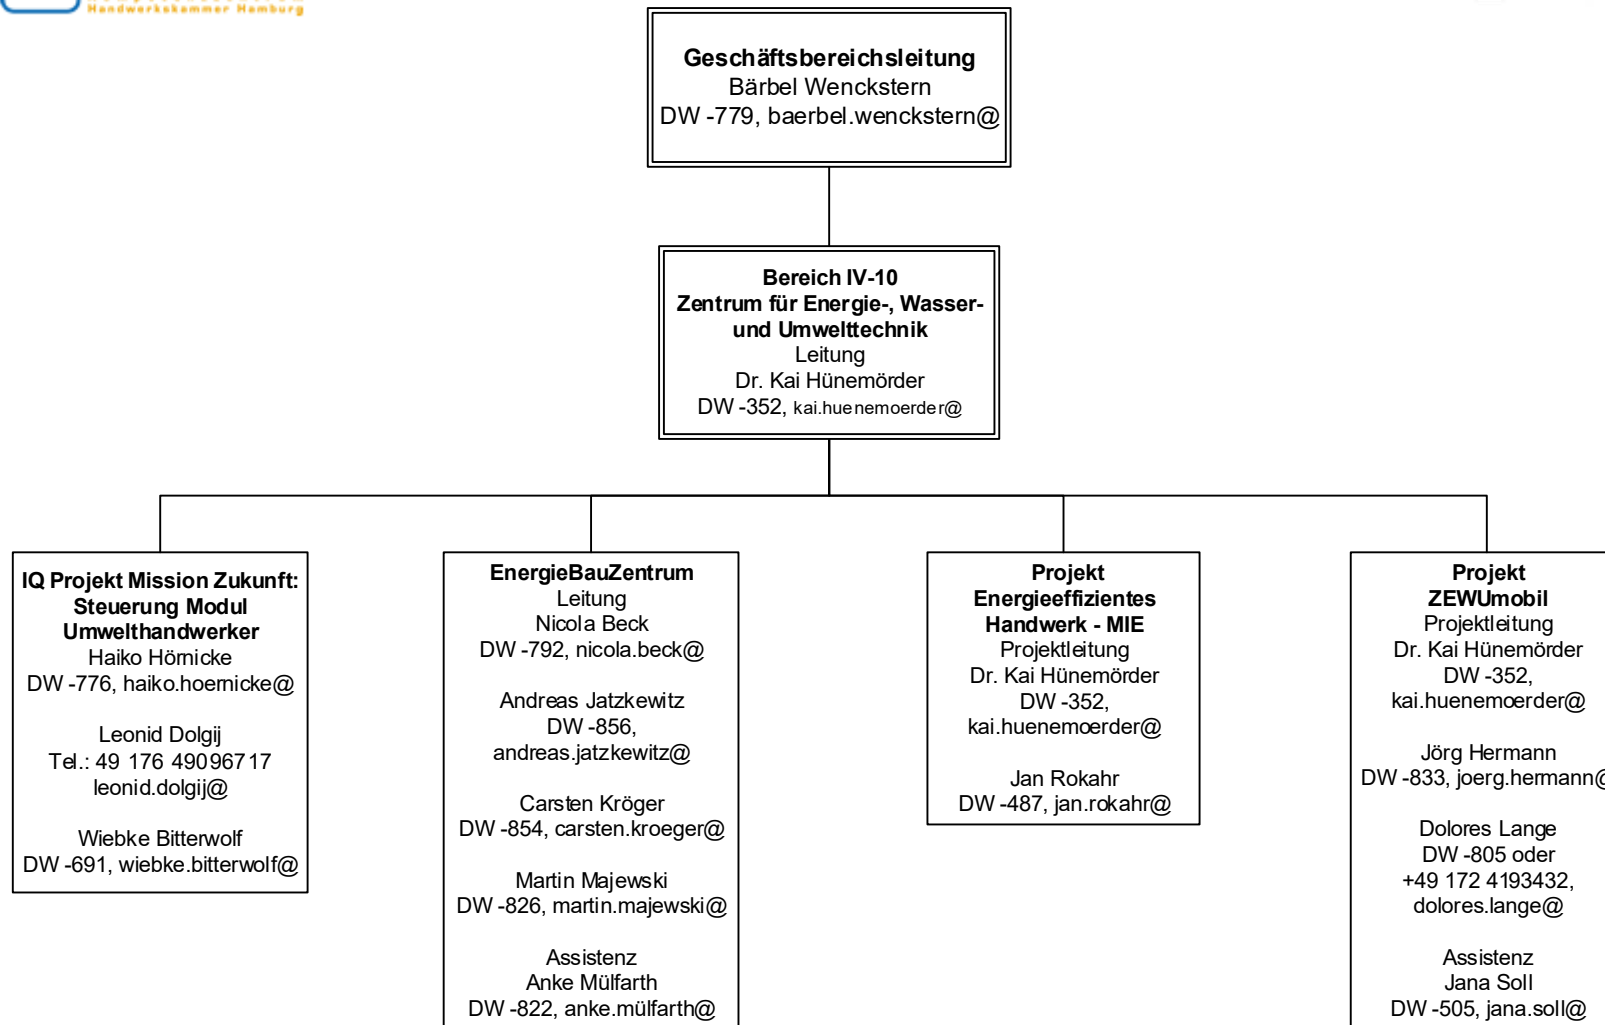 Handwerkskammer Hamburg
Geschäftsbereichsleitung
Bärbel Wenckstern
DW -779, baerbel.wenckstern@
Bereich IV-10
Zentrum für Energie-, Wasser-
und Umwelttechnik
Leitung
Dr. Kai Hünemörder
DW -352, kai.huenemoerder@
IQ Projekt Mission Zukunft:
Steuerung Modul
Umwelthandwerker
Haiko Hörnicke
DW -776, haiko.hoernicke@
Leonid Dolgij
Tel.: 49 176 49096717
leonid.dolgij@
Wiebke Bitterwolf
DW -691, wiebke.bitterwolf@
EnergieBauZentrum
Leitung
Nicola Beck
DW -792, nicola.beck@
Andreas Jatzkewitz
DW -856,
andreas.jatzkewitz@
Carsten Kröger
DW -854, carsten.kroeger@
Martin Majewski
DW -826, martin.majewski@
Assistenz
Anke Mülfarth
DW -822, anke.mülfarth@
Projekt
Energieeffizientes
Handwerk - MIE
Projektleitung
Dr. Kai Hünemörder
DW -352,
kai.huenemoerder@
Jan Rokahr
DW -487, jan.rokahr@
Projekt
ZEWUmobil
Projektleitung
Dr. Kai Hünemörder
DW -352,
kai.huenemoerder@
Jörg Hermann
DW -833, joerg.hermann@
Dolores Lange
DW -805 oder
+49 172 4193432,
dolores.lange@
Assistenz
Jana Soll
DW -505, jana.soll@